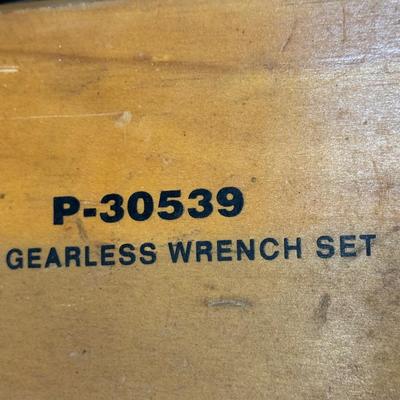 P-30539
GEARLESS WRENCH SET